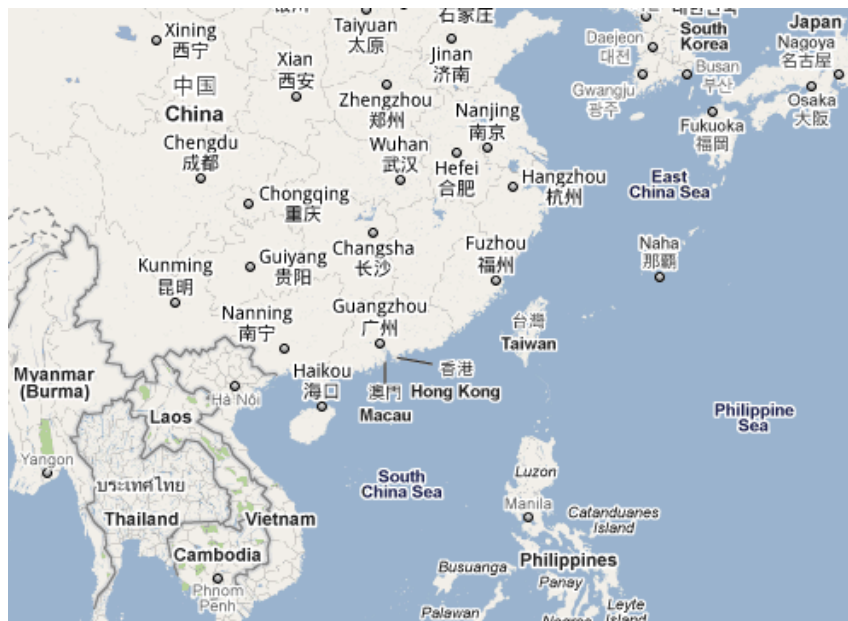 Xining
西宁
Taiyuan
太原
石家庄
Jinan
济南
South
Korea
Daejeon
대전
Japan
Nagoya
名古屋
Xian
西安
中国
China
Zhengzhou
郑州
Gwangju
광주
Busan
부산
Osaka
大阪
Nanjing
南京
Fukuoka
福岡
Chengdu
成都
Wuhan
武汉
Hefei
合肥
Hangzhou
杭州
East
China Sea
Chongqing
重庆
Changsha
长沙
Fuzhou
福州
Naha
那覇
Kunming
昆明
Guiyang
贵阳
Nanning
南宁
Guangzhou
广州
台灣
Taiwan
Myanmar
(Burma)
Haikou
海口
香港
Hong Kong
澳門
Macau
Hà Nội
Laos
Philippine
Sea
Yangon
ประเทศไทย
Thailand
South
China Sea
Luzon
Manila
Catanduanes
Island
Vietnam
Cambodia
Phnom
Penh
Philippines
Busuanga
Panay
Palawan
Leyte
Island
Negros